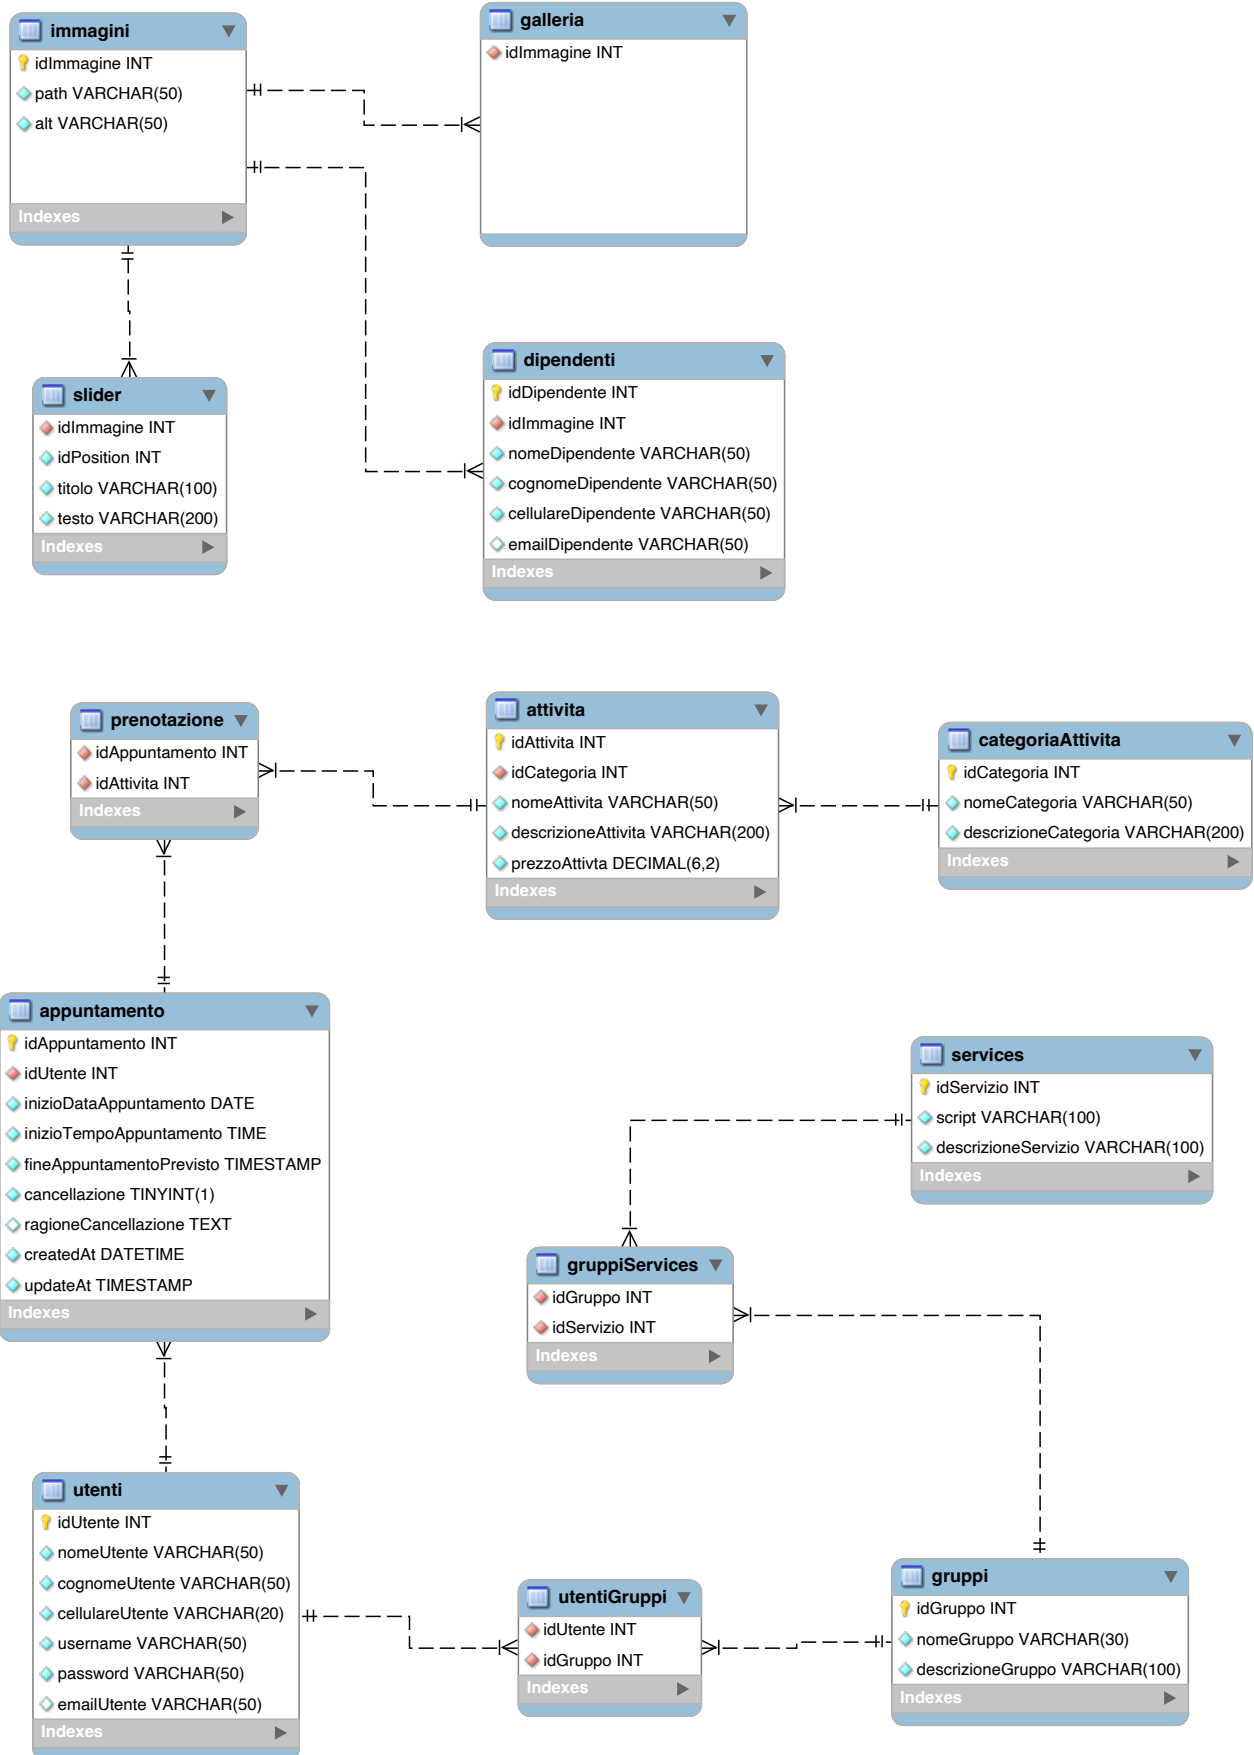 immagini
idImmagine INT
path VARCHAR(50)
alt VARCHAR(50)
Indexes
galleria
idImmagine INT
slider
idImmagine INT
idPosition INT
titolo VARCHAR(100)
testo VARCHAR(200)
Indexes
dipendenti
idDipendente INT
idImmagine INT
nomeDipendente VARCHAR(50)
cognomeDipendente VARCHAR(50)
cellulareDipendente VARCHAR(50)
emailDipendente VARCHAR(50)
Indexes
prenotazione
idAppuntamento INT
idAttivita INT
Indexes
attivita
idAttivita INT
idCategoria INT
nomeAttivita VARCHAR(50)
descrizioneAttivita VARCHAR(200)
prezzoAttivta DECIMAL(6,2)
Indexes
categoriaAttivita
idCategoria INT
nomeCategoria VARCHAR(50)
descrizioneCategoria VARCHAR(200)
Indexes
appuntamento
idAppuntamento INT
idUtente INT
inizioDataAppuntamento DATE
inizioTempoAppuntamento TIME
fineAppuntamentoPrevisto TIMESTAMP
cancellazione TINYINT(1)
ragioneCancellazione TEXT
createdAt DATETIME
updateAt TIMESTAMP
Indexes
services
idServizio INT
script VARCHAR(100)
descrizioneServizio VARCHAR(100)
Indexes
gruppiServices
idGruppo INT
idServizio INT
Indexes
utenti
idUtente INT
nomeUtente VARCHAR(50)
cognomeUtente VARCHAR(50)
cellulareUtente VARCHAR(20)
username VARCHAR(50)
password VARCHAR(50)
emailUtente VARCHAR(50)
Indexes
utentiGruppi
idUtente INT
idGruppo INT
Indexes
gruppi
idGruppo INT
nomeGruppo VARCHAR(30)
descrizioneGruppo VARCHAR(100)
Indexes